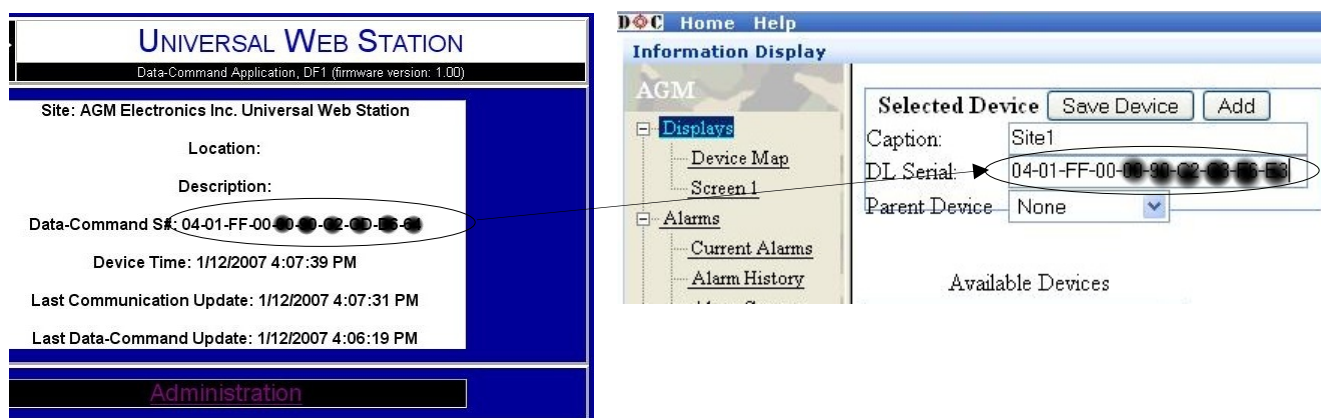 UNIVERSAL WEB STATION
Data-Command Application, DF1 (firmware version: 1.00)
Site: AGM Electronics Inc. Universal Web Station
Location:
Description:
Data-Command S#: 04-01-FF-00-
Device Time: 1/12/2007 4:07:39 PM
Last Communication Update: 1/12/2007 4:07:31 PM
Last Data-Command Update: 1/12/2007 4:06:19 PM
Administration
DOC Home Help
Information Display
AGM
Displays
Device Map
Screen 1
Alarms
Current Alarms
Alarm History
Selected Device Save Device Add
Caption: Site1
DL Serial: 04-01-FF-00-
Parent Device None
Available Devices